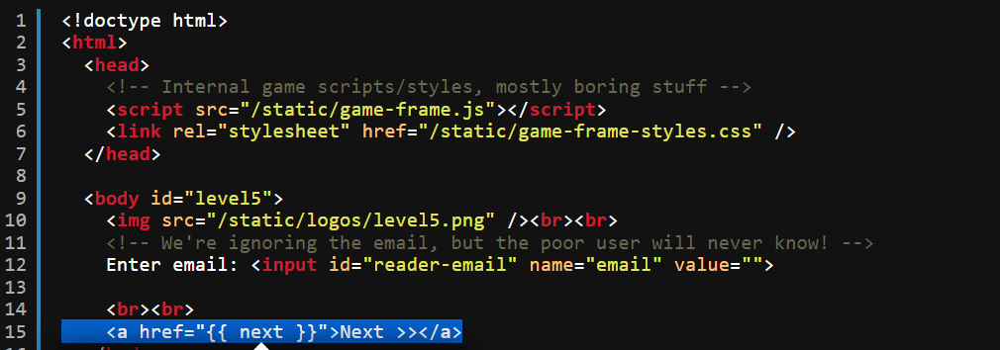 1 <!doctype html>
2 <html>
3 <head>
4 <!-- Internal game scripts/styles, mostly boring stuff -->
5 <script src="/static/game-frame.js"></script>
6 <link rel="stylesheet" href="/static/game-frame-styles.css" />
7 </head>
8
9 <body id="level5">
10 <img src="/static/logos/level5.png" /><br><br>
11 <!-- We're ignoring the email, but the poor user will never know! -->
12 Enter email: <input id="reader-email" name="email" value="">
13
14 <br><br>
15 <a href="{{ next }}">Next >></a>